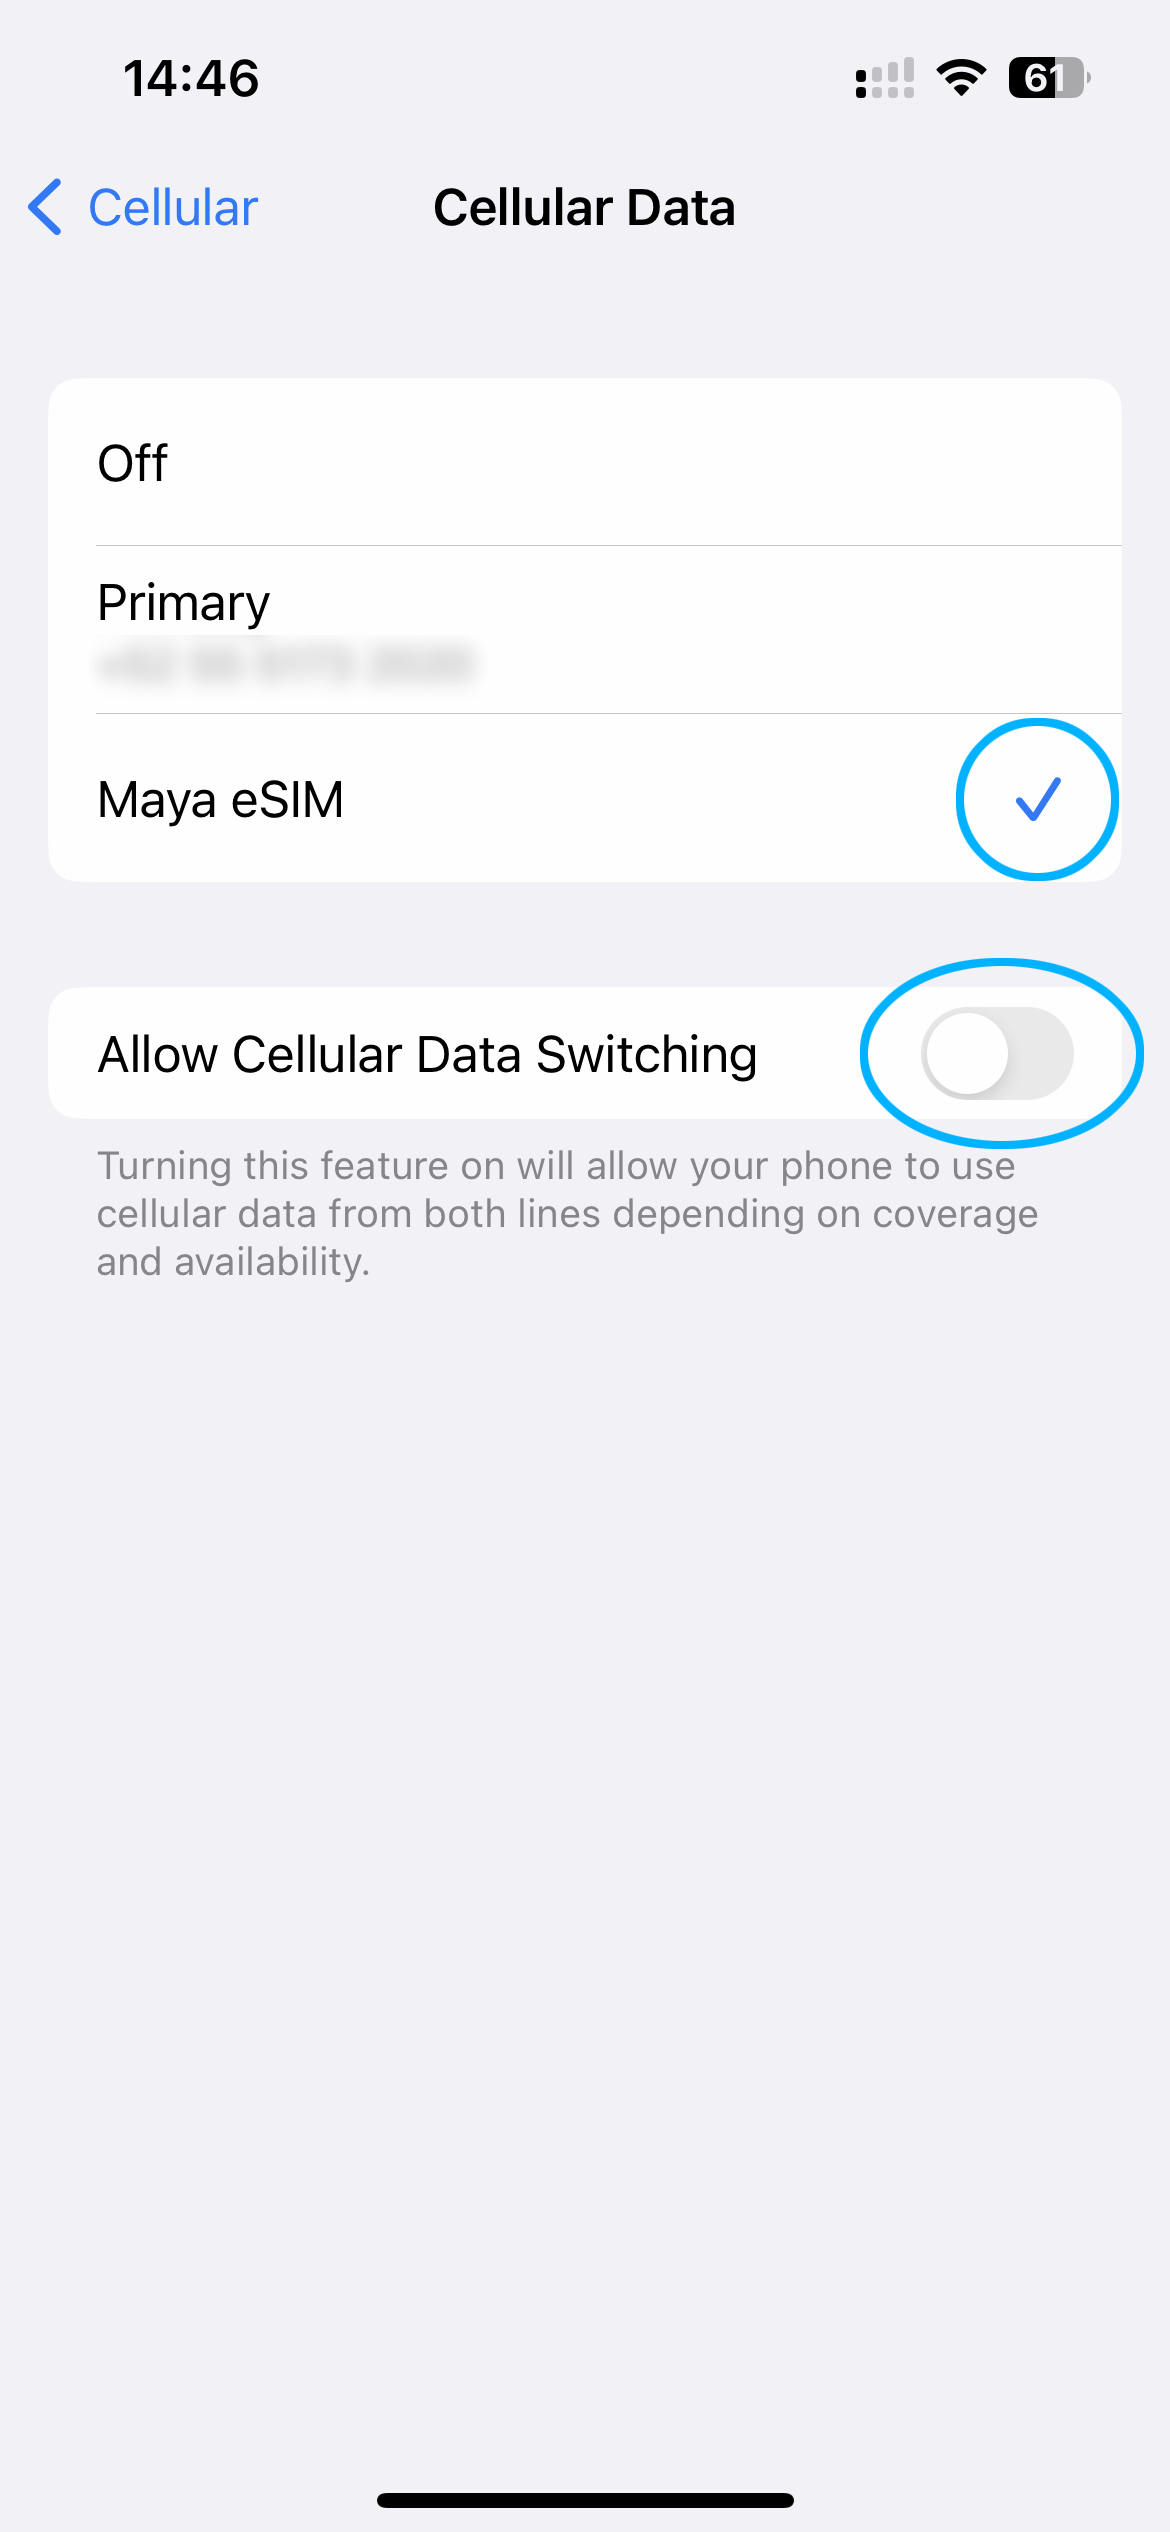 14:46
61
Cellular
Cellular Data
Off
Primary
Maya eSIM
Allow Cellular Data Switching
Turning this feature on will allow your phone to use
cellular data from both lines depending on coverage
and availability.